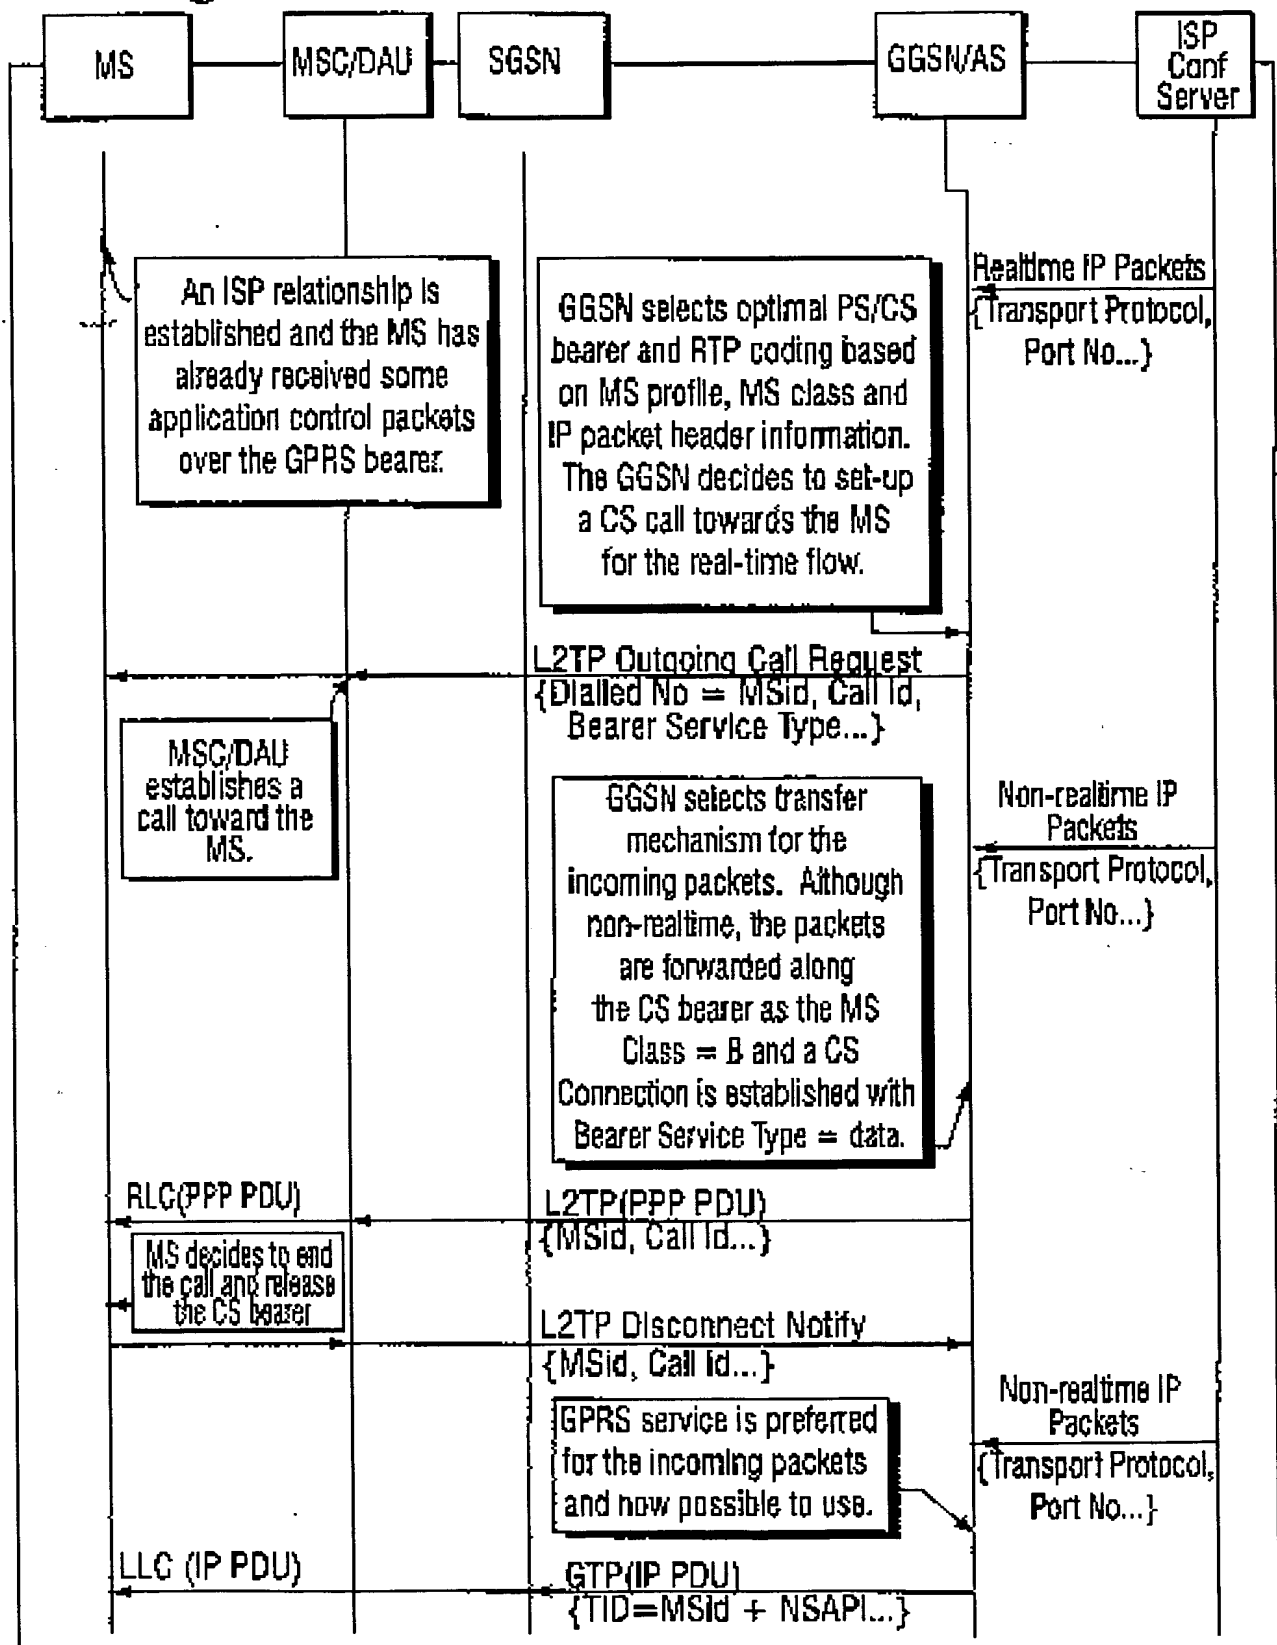 MS
MSC/DAU
SGSN
GGSN/AS
ISP
Conf
Server
An ISP relationship is
established and the MS has
already received some
application control packets
over the GPRS bearer.
GGSN selects optimal PS/CS
bearer and RTP coding based
on MS profile, MS class and
IP packet header information.
The GGSN decides to set-up
a CS call towards the MS
for the real-time flow.
Realtime IP Packets
{Transport Protocol,
Port No...}
L2TP Outgoing Call Request
{Dialled No = MSid, Call Id,
Bearer Service Type...}
MSC/DAU
establishes a
call toward the
MS.
GGSN selects transfer
mechanism for the
incoming packets. Although
non-realtime, the packets
are forwarded along
the CS bearer as the MS
Class = B and a CS
Connection is established with
Bearer Service Type = data.
Non-realtime IP
Packets
{Transport Protocol,
Port No...}
RLC(PPP PDU)
L2TP(PPP PDU)
{MSid, Call Id...}
MS decides to end
the call and release
the CS bearer
L2TP Disconnect Notify
{MSid, Call Id...}
GPRS service is preferred
for the incoming packets
and now possible to use.
Non-realtime IP
Packets
{Transport Protocol,
Port No...}
LLC (IP PDU)
GTP(IP PDU)
{TID=MSid + NSAPI...}